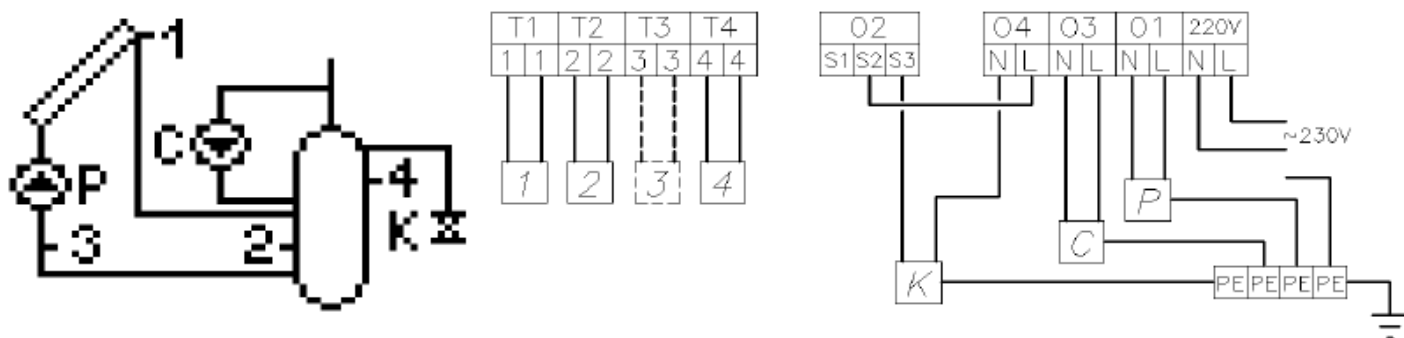 1
C
P
4
K
3
2
T1 T2 T3 T4
1 1 2 2 3 3 4 4
1 2 3 4
O2 O4 O3 O1 220V
S1 S2 S3 N L N L N L N L
~230V
P
C
K
PE PE PE PE